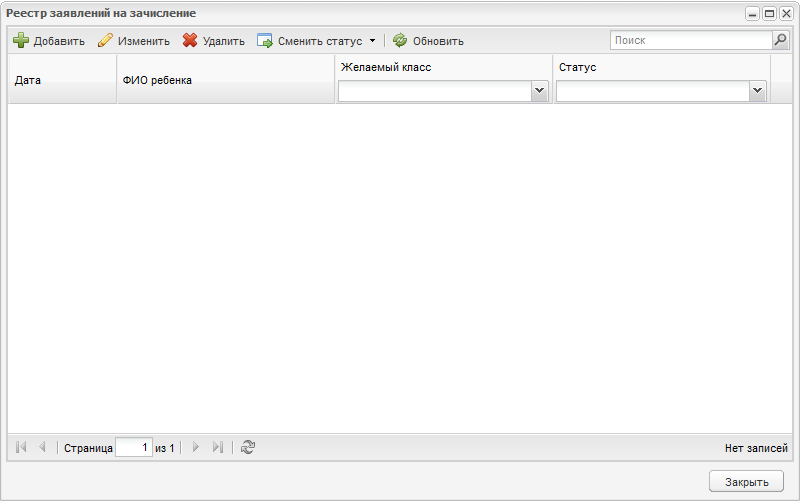 Реестр заявлений на зачисление
Добавить Изменить Удалить Сменить статус Обновить Поиск
Дата ФИО ребенка Желаемый класс Статус
Страница 1 из 1 Нет записей
Закрыть